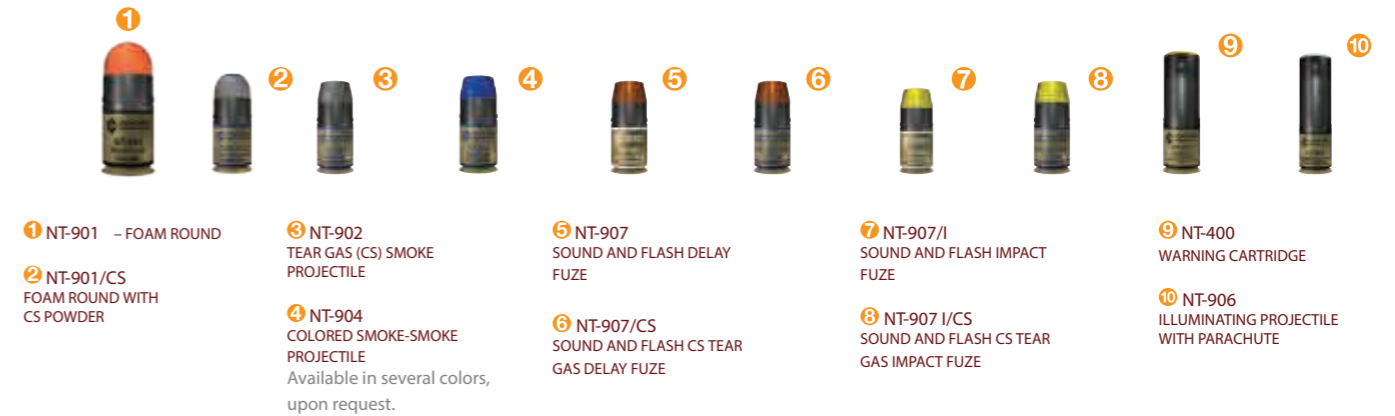 1
2
3
4
5
6
7
8
9
10
1 NT-901 – FOAM ROUND
2 NT-901/CS
FOAM ROUND WITH
CS POWDER
3 NT-902
TEAR GAS (CS) SMOKE
PROJECTILE
4 NT-904
COLORED SMOKE-SMOKE
PROJECTILE
Available in several colors,
upon request.
5 NT-907
SOUND AND FLASH DELAY
FUZE
6 NT-907/CS
SOUND AND FLASH CS TEAR
GAS DELAY FUZE
7 NT-907/I
SOUND AND FLASH IMPACT
FUZE
8 NT-907 I/CS
SOUND AND FLASH CS TEAR
GAS IMPACT FUZE
9 NT-400
WARNING CARTRIDGE
10 NT-906
ILLUMINATING PROJECTILE
WITH PARACHUTE